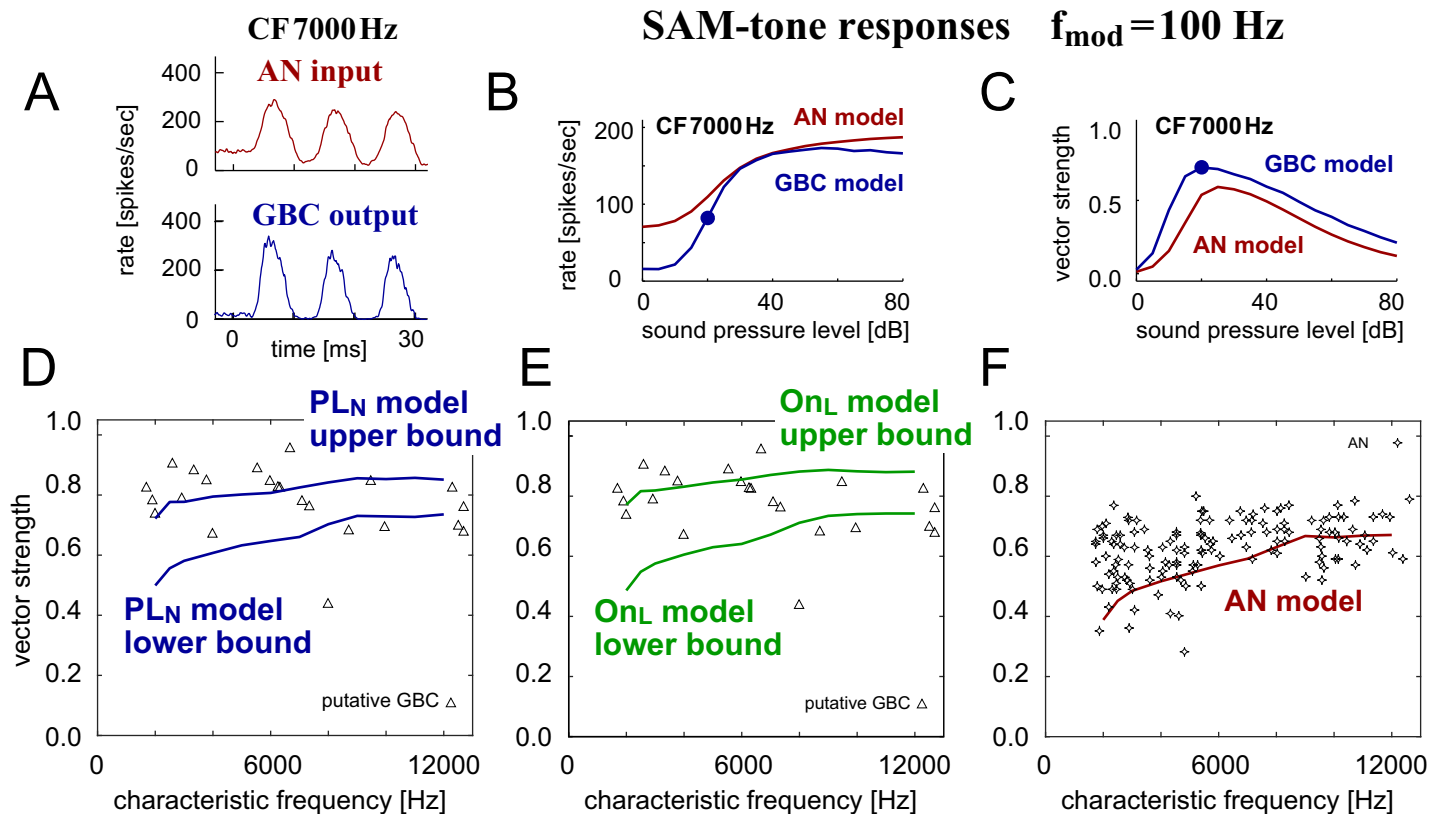 CF 7000 Hz
SAM-tone responses f_mod = 100 Hz
A
AN input
400
200
0
GBC output
400
200
0
rate [spikes/sec]
0
30
time [ms]
B
CF 7000 Hz
AN model
GBC model
200
100
0
rate [spikes/sec]
0
40
80
sound pressure level [dB]
C
CF 7000 Hz
GBC model
AN model
1.0
0.5
0.0
vector strength
0
40
80
sound pressure level [dB]
D
PLN model
upper bound
PLN model
lower bound
putative GBC
1.0
0.8
0.6
0.4
0.2
0.0
vector strength
0
6000
12000
characteristic frequency [Hz]
E
OnL model
upper bound
OnL model
lower bound
putative GBC
1.0
0.8
0.6
0.4
0.2
0.0
0
6000
12000
characteristic frequency [Hz]
F
AN
AN model
1.0
0.8
0.6
0.4
0.2
0.0
0
6000
12000
characteristic frequency [Hz]